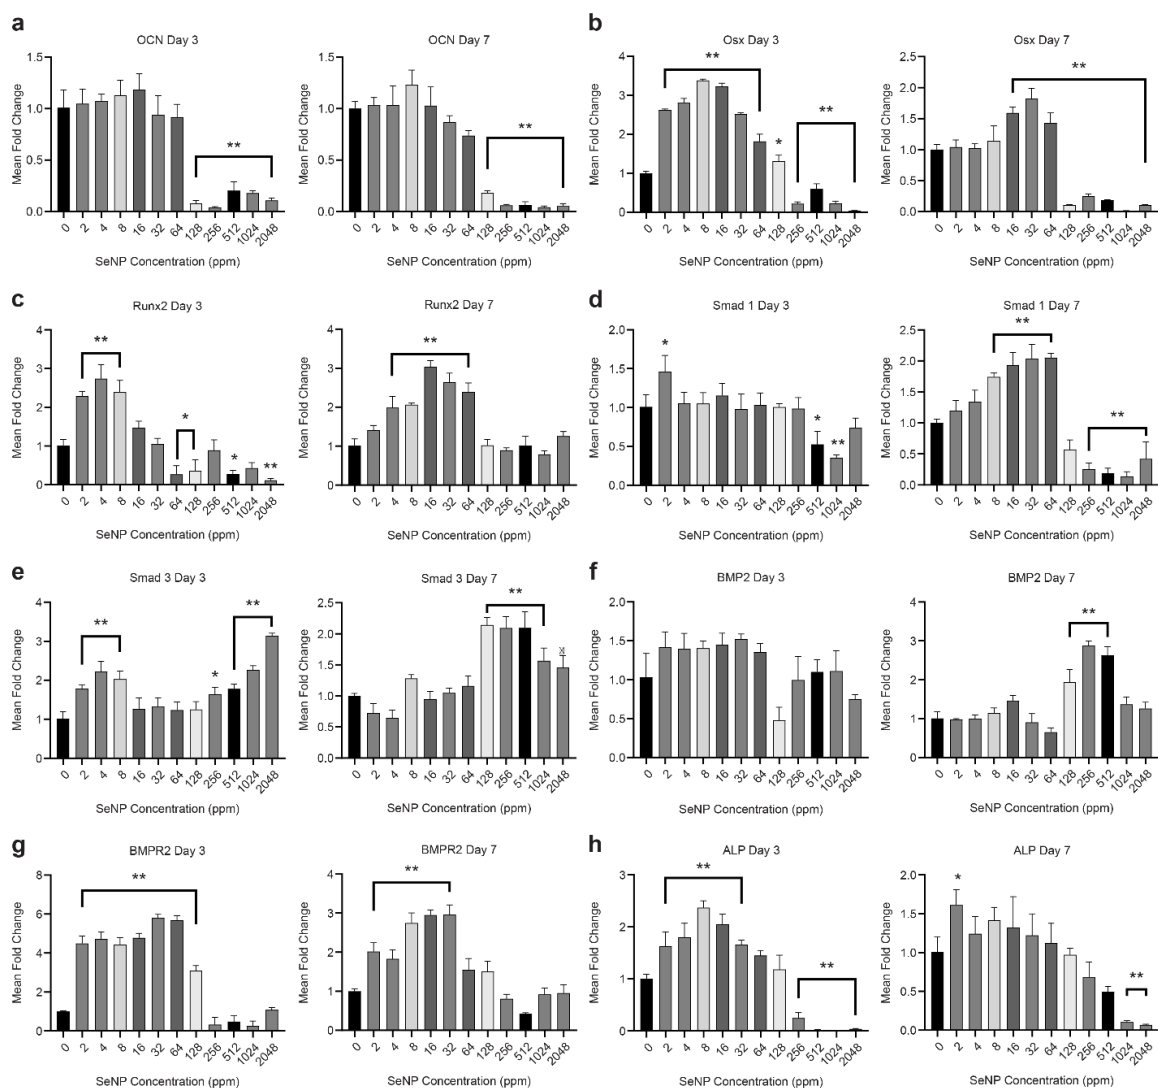 a
OCN Day 3
Mean Fold Change
1.5
1.0
0.5
0.0
**
0 2 4 8 16 32 64 128 256 512 1024 2048
SeNP Concentration (ppm)
OCN Day 7
Mean Fold Change
1.5
1.0
0.5
0.0
**
0 2 4 8 16 32 64 128 256 512 1024 2048
SeNP Concentration (ppm)
b
Osx Day 3
Mean Fold Change
4
3
2
1
0
** * **
0 2 4 8 16 32 64 128 256 512 1024 2048
SeNP Concentration (ppm)
Osx Day 7
Mean Fold Change
2.5
2.0
1.5
1.0
0.5
0.0
**
0 2 4 8 16 32 64 128 256 512 1024 2048
SeNP Concentration (ppm)
c
Runx2 Day 3
Mean Fold Change
4
3
2
1
0
** * * **
0 2 4 8 16 32 64 128 256 512 1024 2048
SeNP Concentration (ppm)
Runx2 Day 7
Mean Fold Change
4
3
2
1
0
**
0 2 4 8 16 32 64 128 256 512 1024 2048
SeNP Concentration (ppm)
d
Smad 1 Day 3
Mean Fold Change
2.0
1.5
1.0
0.5
0.0
* * **
0 2 4 8 16 32 64 128 256 512 1024 2048
SeNP Concentration (ppm)
Smad 1 Day 7
Mean Fold Change
2.5
2.0
1.5
1.0
0.5
0.0
** **
0 2 4 8 16 32 64 128 256 512 1024 2048
SeNP Concentration (ppm)
e
Smad 3 Day 3
Mean Fold Change
4
3
2
1
0
** * **
0 2 4 8 16 32 64 128 256 512 1024 2048
SeNP Concentration (ppm)
Smad 3 Day 7
Mean Fold Change
2.5
2.0
1.5
1.0
0.5
0.0
**
0 2 4 8 16 32 64 128 256 512 1024 2048
SeNP Concentration (ppm)
f
BMP2 Day 3
Mean Fold Change
2.0
1.5
1.0
0.5
0.0
0 2 4 8 16 32 64 128 256 512 1024 2048
SeNP Concentration (ppm)
BMP2 Day 7
Mean Fold Change
4
3
2
1
0
**
0 2 4 8 16 32 64 128 256 512 1024 2048
SeNP Concentration (ppm)
g
BMPR2 Day 3
Mean Fold Change
8
6
4
2
0
**
0 2 4 8 16 32 64 128 256 512 1024 2048
SeNP Concentration (ppm)
BMPR2 Day 7
Mean Fold Change
4
3
2
1
0
**
0 2 4 8 16 32 64 128 256 512 1024 2048
SeNP Concentration (ppm)
h
ALP Day 3
Mean Fold Change
3
2
1
0
** **
0 2 4 8 16 32 64 128 256 512 1024 2048
SeNP Concentration (ppm)
ALP Day 7
Mean Fold Change
2.0
1.5
1.0
0.5
0.0
* **
0 2 4 8 16 32 64 128 256 512 1024 2048
SeNP Concentration (ppm)